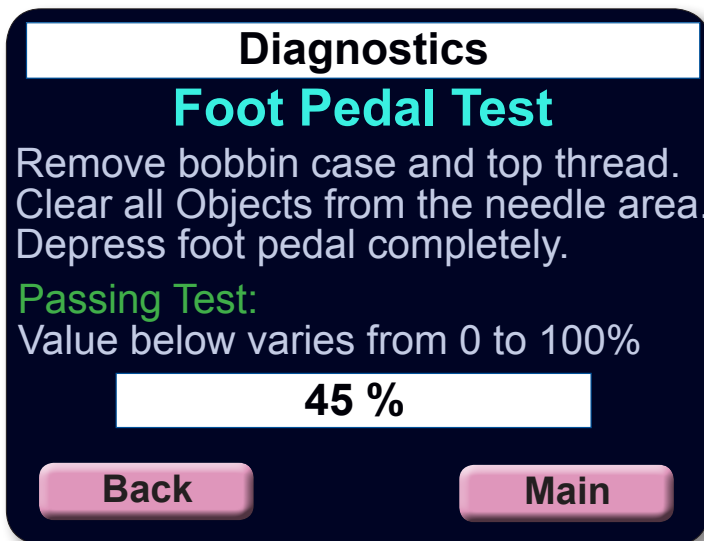 Diagnostics
Foot Pedal Test
Remove bobbin case and top thread.
Clear all Objects from the needle area.
Depress foot pedal completely.
Passing Test:
Value below varies from 0 to 100%
45 %
Back
Main